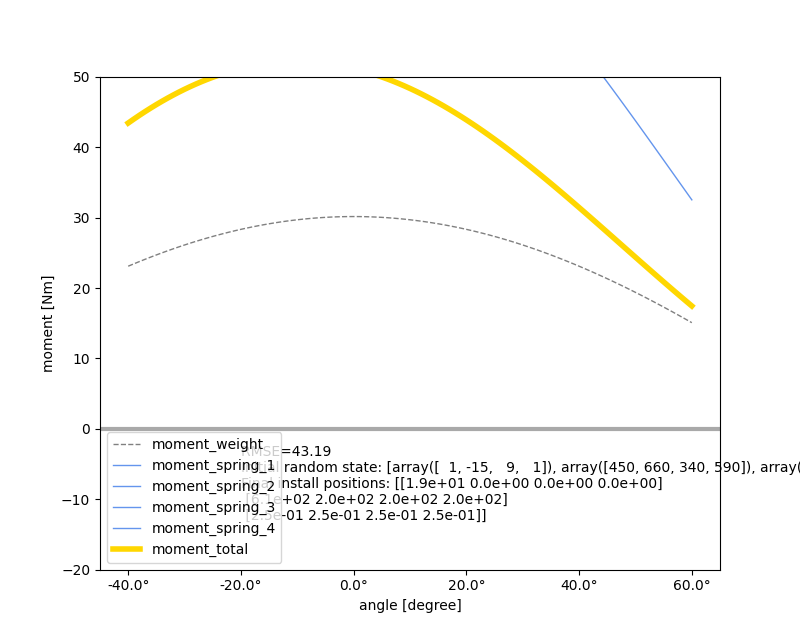 50
40
30
20
10
0
−10
−20
moment [Nm]
moment_weight
moment_spring_1
moment_spring_2
moment_spring_3
moment_spring_4
moment_total
RMSE=43.19
random state: [array([  1, -15,   9,   1]), array([450, 660, 340, 590]), array(
install positions: [[1.9e+01 0.0e+00 0.0e+00 0.0e+00]
e+02 2.0e+02 2.0e+02 2.0e+02]
e-01 2.5e-01 2.5e-01 2.5e-01]]
-40.0°
-20.0°
0.0°
20.0°
40.0°
60.0°
angle [degree]